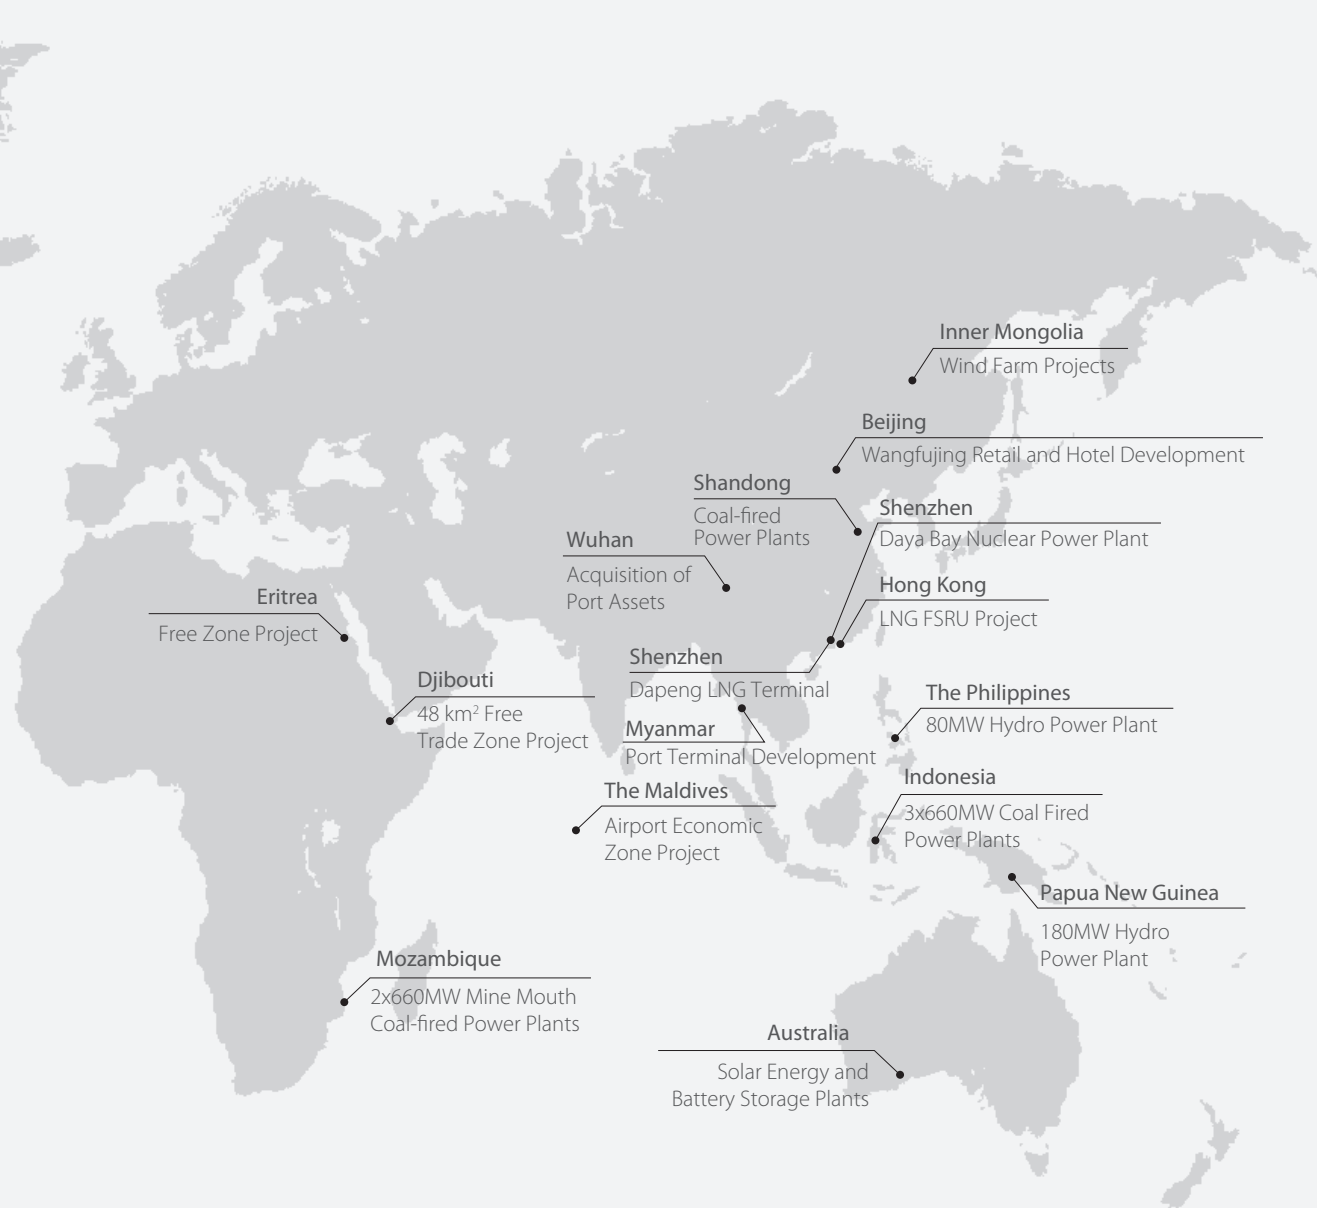 Inner Mongolia
Wind Farm Projects
Beijing
Wangfujing Retail and Hotel Development
Shandong
Coal-fired
Power Plants
Shenzhen
Daya Bay Nuclear Power Plant
Wuhan
Acquisition of
Port Assets
Hong Kong
LNG FSRU Project
Eritrea
Free Zone Project
Shenzhen
Dapeng LNG Terminal
Djibouti
48 km² Free
Trade Zone Project
The Philippines
80MW Hydro Power Plant
Myanmar
Port Terminal Development
Indonesia
3x660MW Coal Fired
Power Plants
The Maldives
Airport Economic
Zone Project
Papua New Guinea
180MW Hydro
Power Plant
Mozambique
2x660MW Mine Mouth
Coal-fired Power Plants
Australia
Solar Energy and
Battery Storage Plants